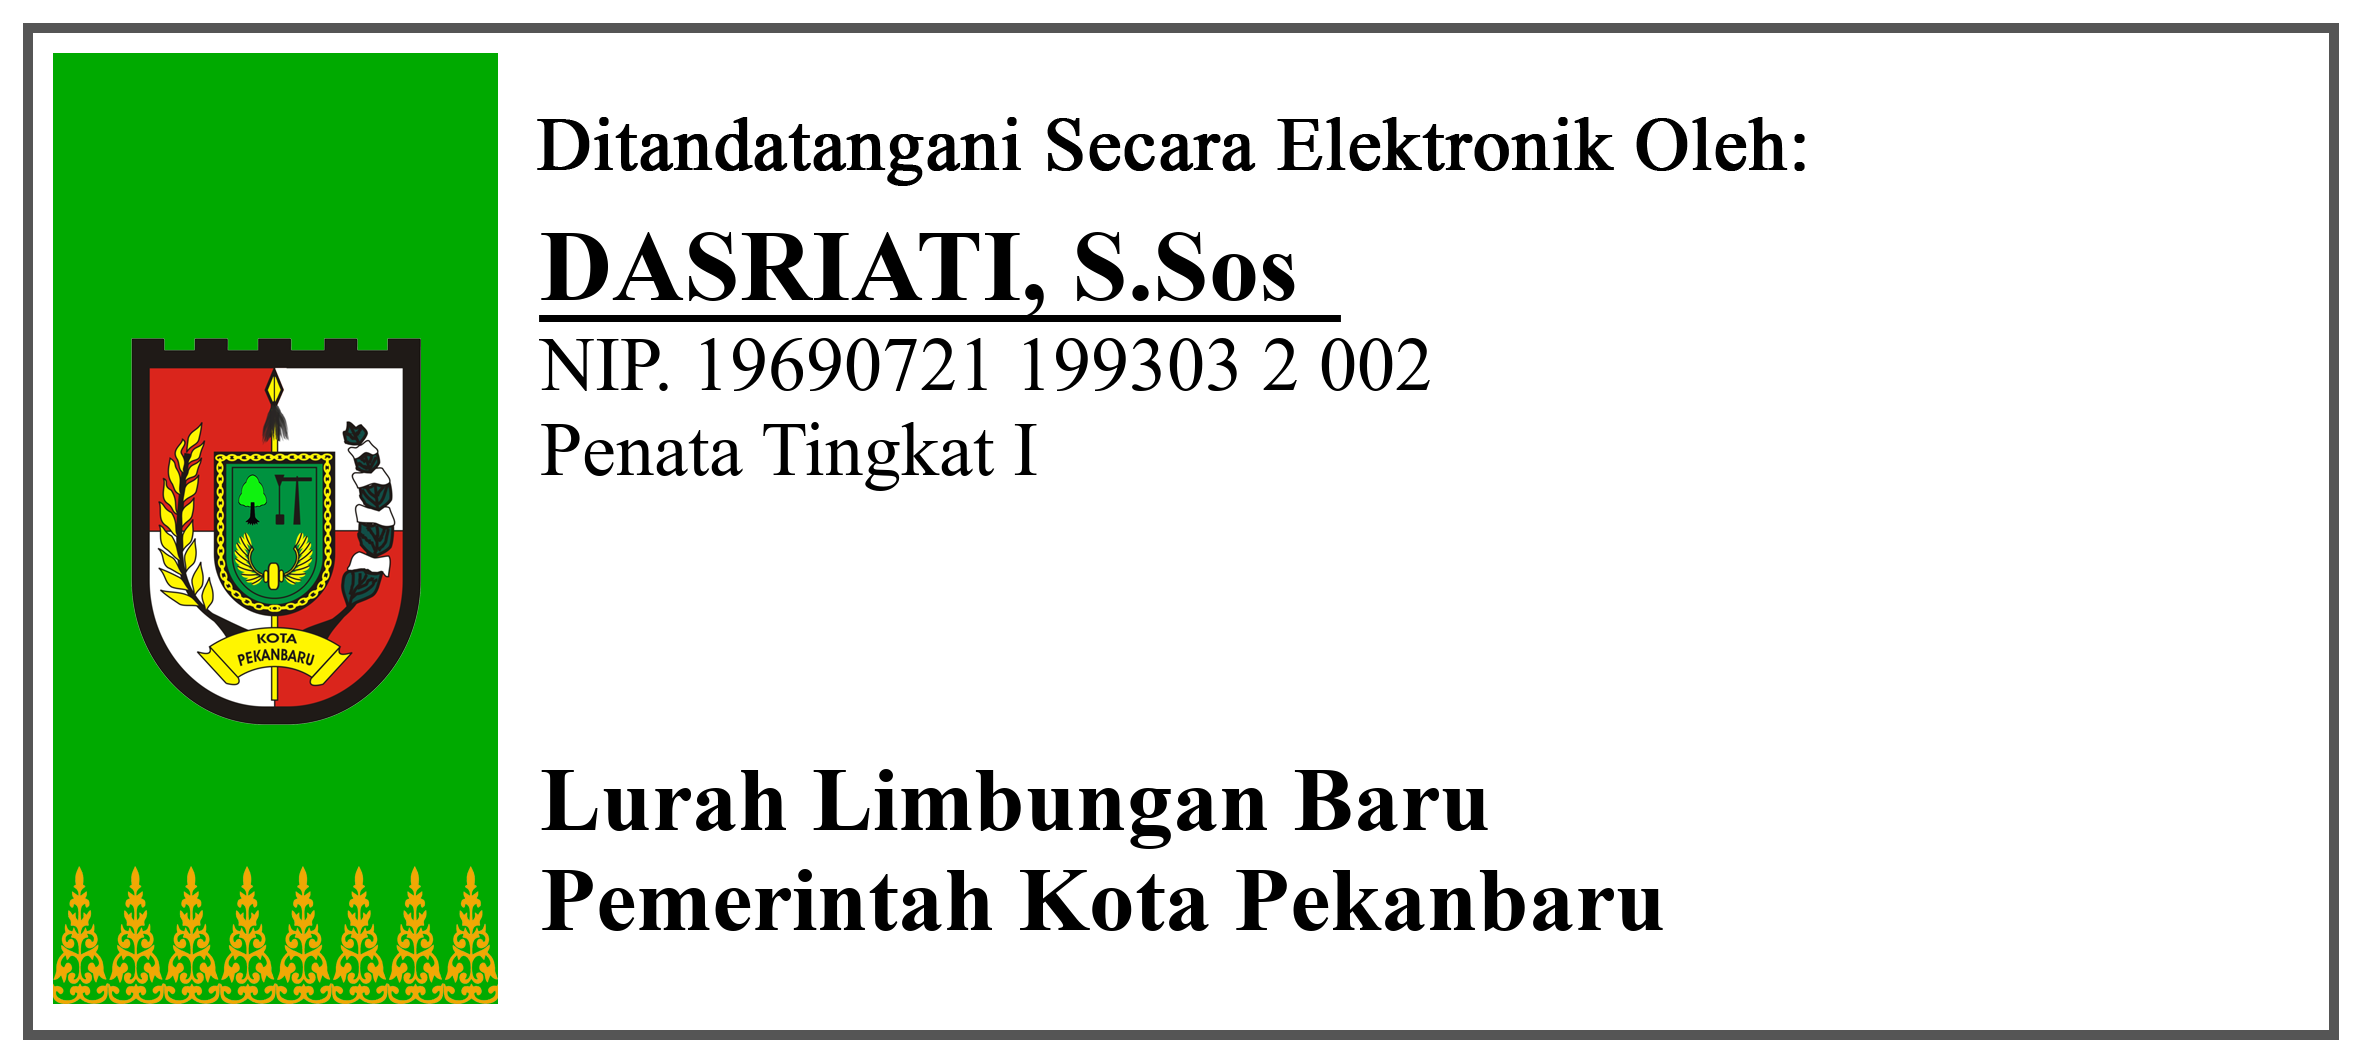 Ditandatangani Secara Elektronik Oleh:
DASRIATI, S.Sos
NIP. 19690721 199303 2 002
Penata Tingkat I
KOTA
PEKANBARU
Lurah Limbungan Baru
Pemerintah Kota Pekanbaru